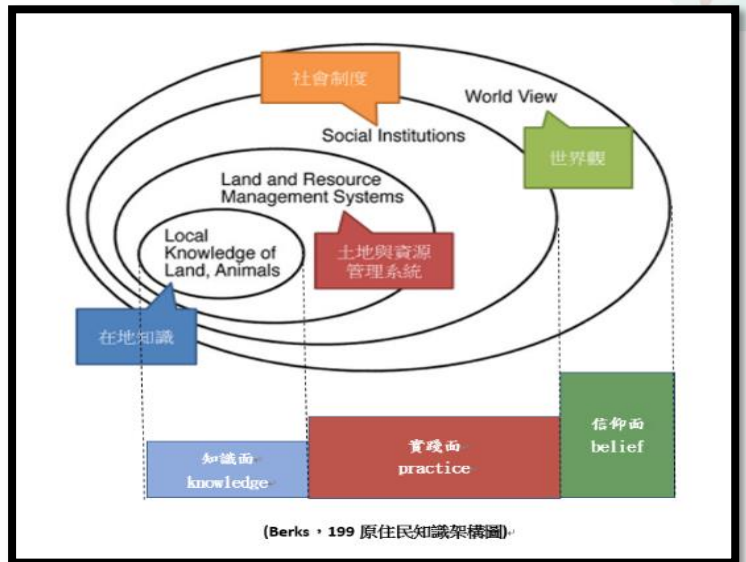 社會制度
World View
Social Institutions
世界觀
Land and Resource
Management Systems
Local
Knowledge of
Land, Animals
土地與資源
管理系統
在地知識
信仰面
belief
實踐面
practice
知識面
knowledge
(Berks，199 原住民知識架構圖)